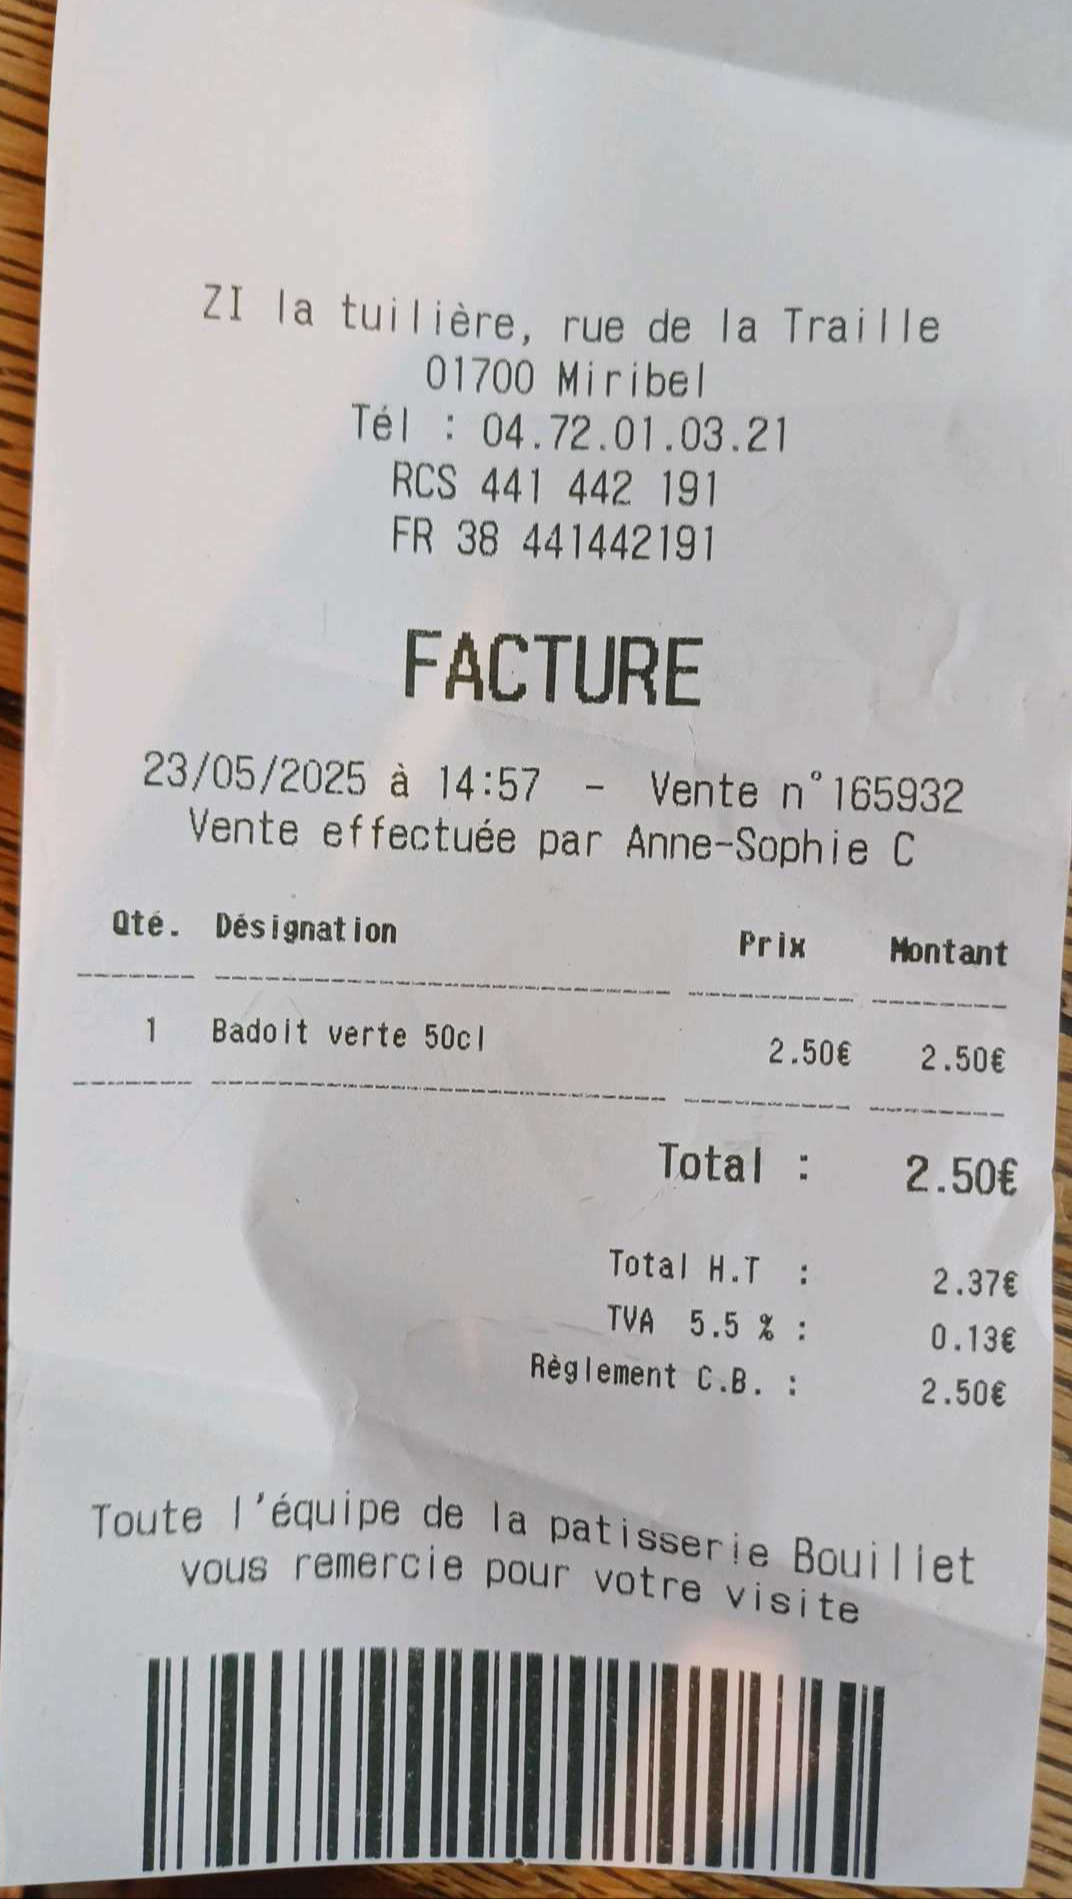 ZI la tuilière, rue de la Traille
01700 Miribel
Tél : 04.72.01.03.21
RCS 441 442 191
FR 38 441442191
FACTURE
23/05/2025 à 14:57 - Vente n°165932
Vente effectuée par Anne-Sophie C
Qté. Désignation Prix Montant
1 Badoit verte 50cl 2.50€ 2.50€
Total : 2.50€
Total H.T : 2.37€
TVA 5.5 % : 0.13€
Règlement C.B. : 2.50€
Toute l'équipe de la patisserie Bouillet
vous remercie pour votre visite